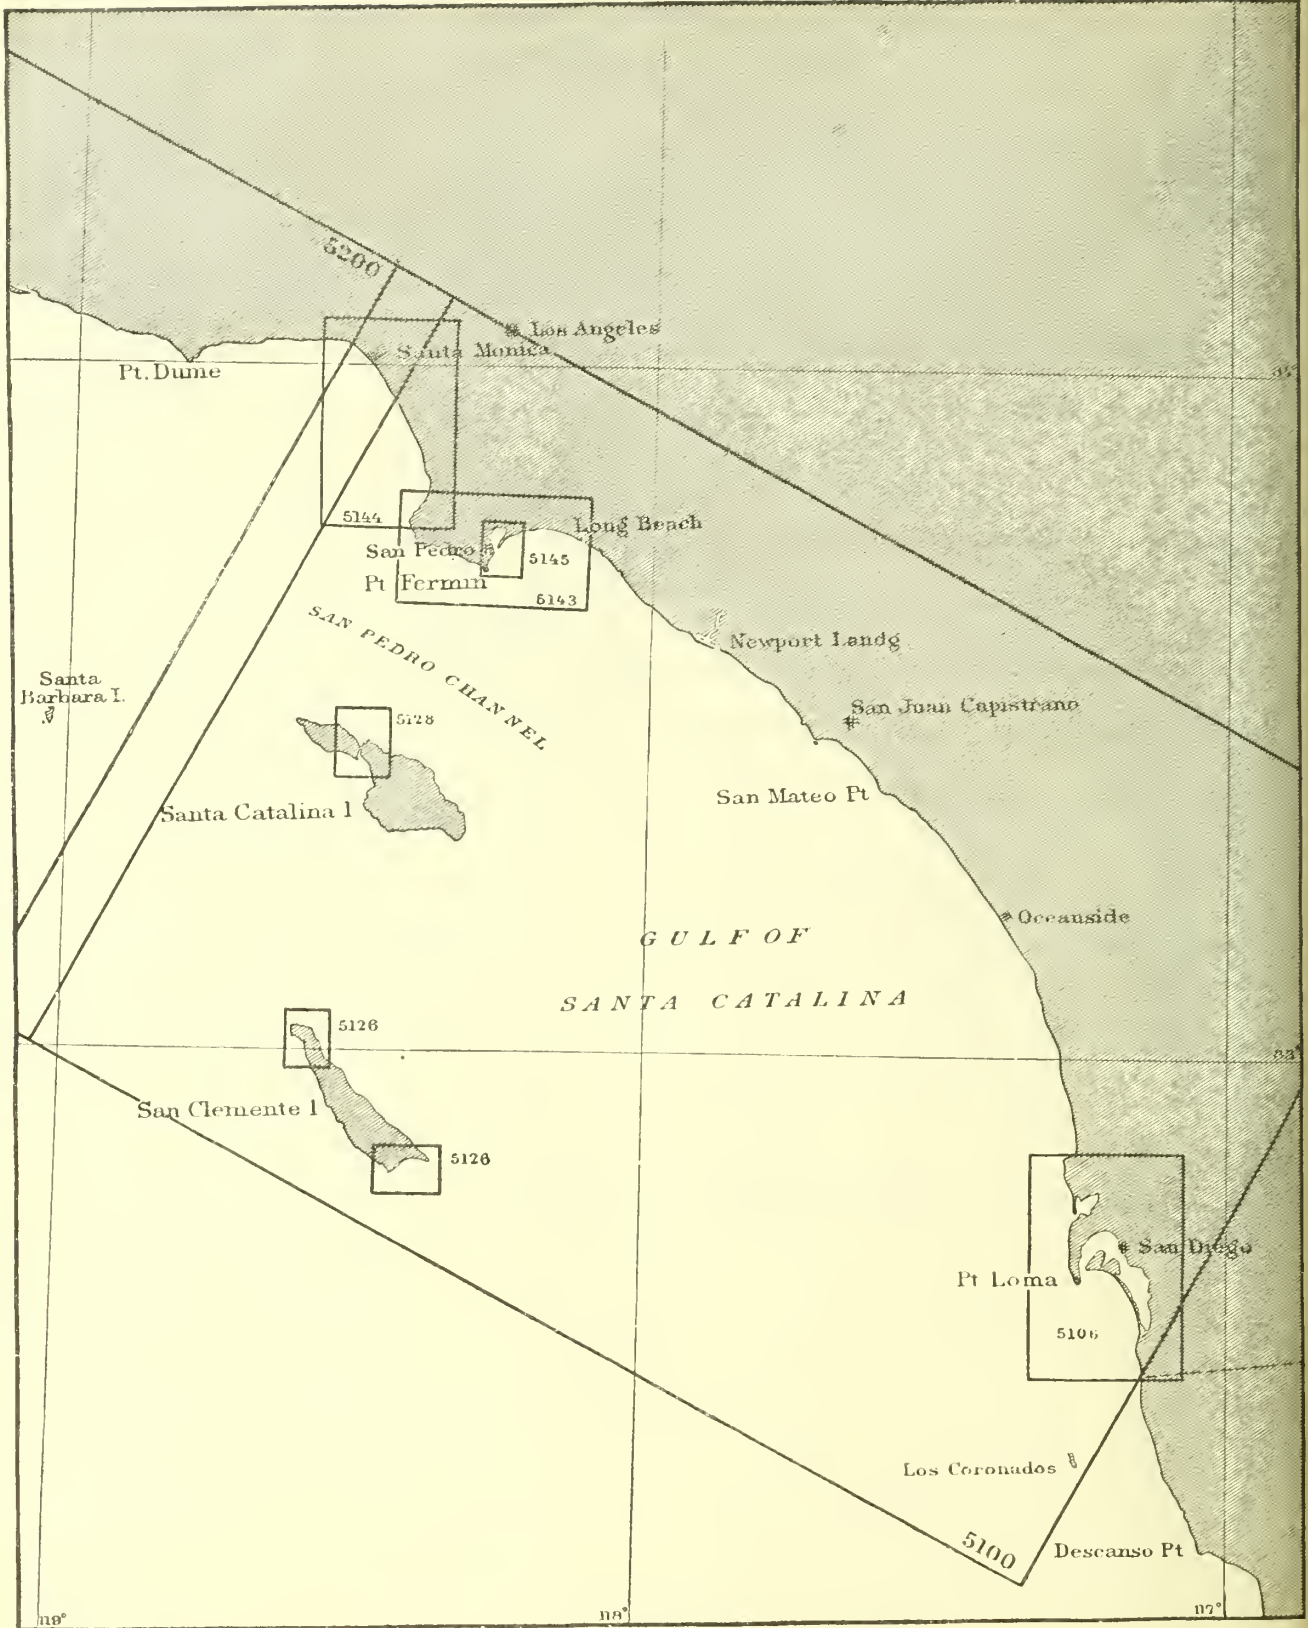 5200
Los Angeles
Santa Monica
Pt. Dume
5144
Long Beach
San Pedro
5145
Pt Fermin
5143
SAN PEDRO CHANNEL
Newport Landg
Santa
Barbara I.
San Juan Capistrano
5128
San Mateo Pt
Santa Catalina I
Oceanside
GULF OF
SANTA CATALINA
5126
33°
San Clemente I
5126
San Diego
Pt Loma
5106
Los Coronados
5100
Descanso Pt
119°
118°
117°